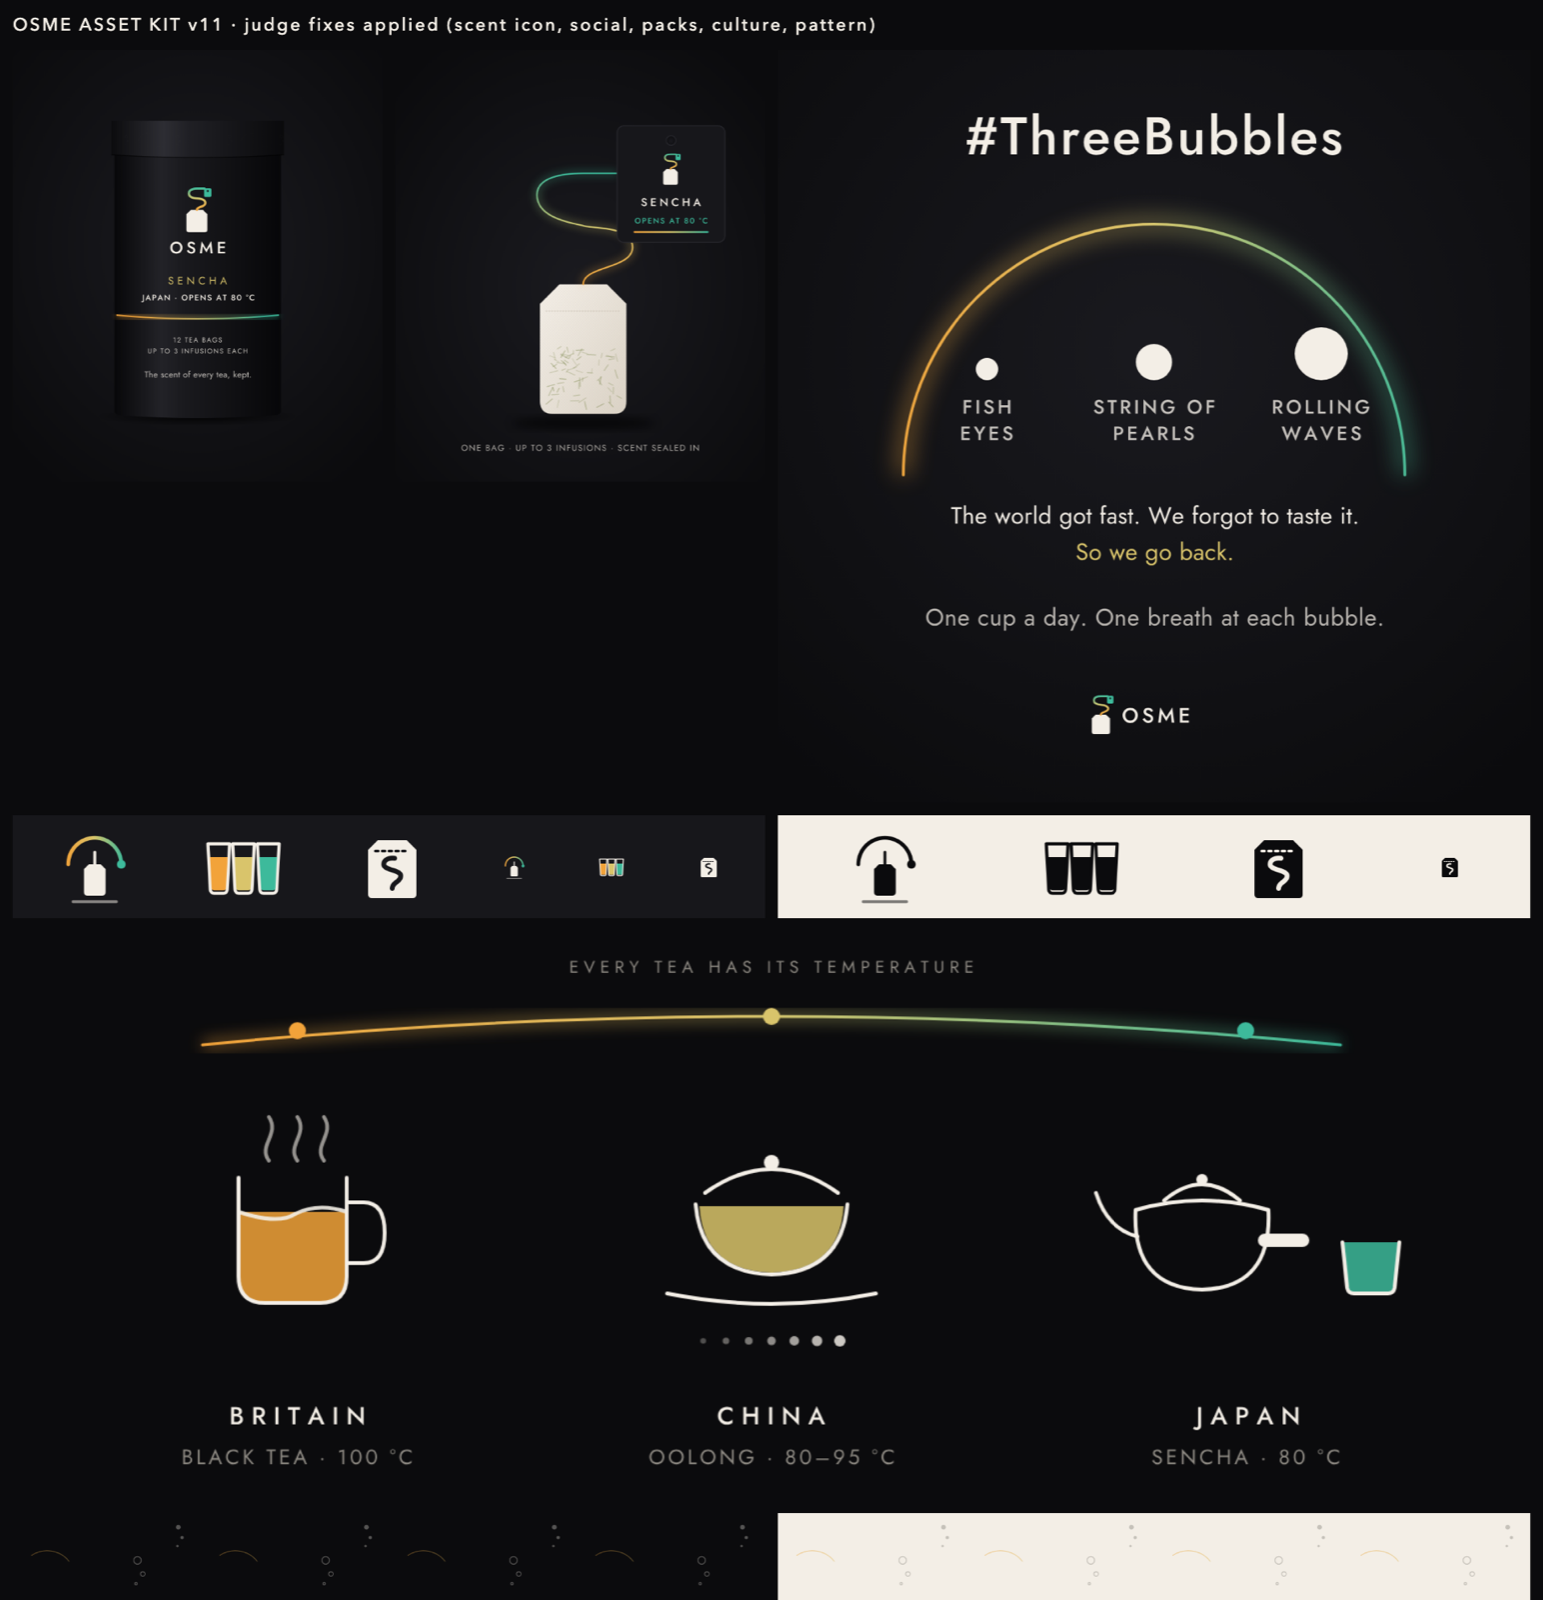 OSME ASSET KIT v11 · judge fixes applied (scent icon, social, packs, culture, pattern)
OSME
SENCHA
JAPAN · OPENS AT 80 °C
12 TEA BAGS
UP TO 3 INFUSIONS EACH
The scent of every tea, kept.
SENCHA
OPENS AT 80 °C
ONE BAG · UP TO 3 INFUSIONS · SCENT SEALED IN
#ThreeBubbles
FISH
EYES
STRING OF
PEARLS
ROLLING
WAVES
The world got fast. We forgot to taste it.
So we go back.
One cup a day. One breath at each bubble.
OSME
EVERY TEA HAS ITS TEMPERATURE
BRITAIN
BLACK TEA · 100 °C
CHINA
OOLONG · 80–95 °C
JAPAN
SENCHA · 80 °C